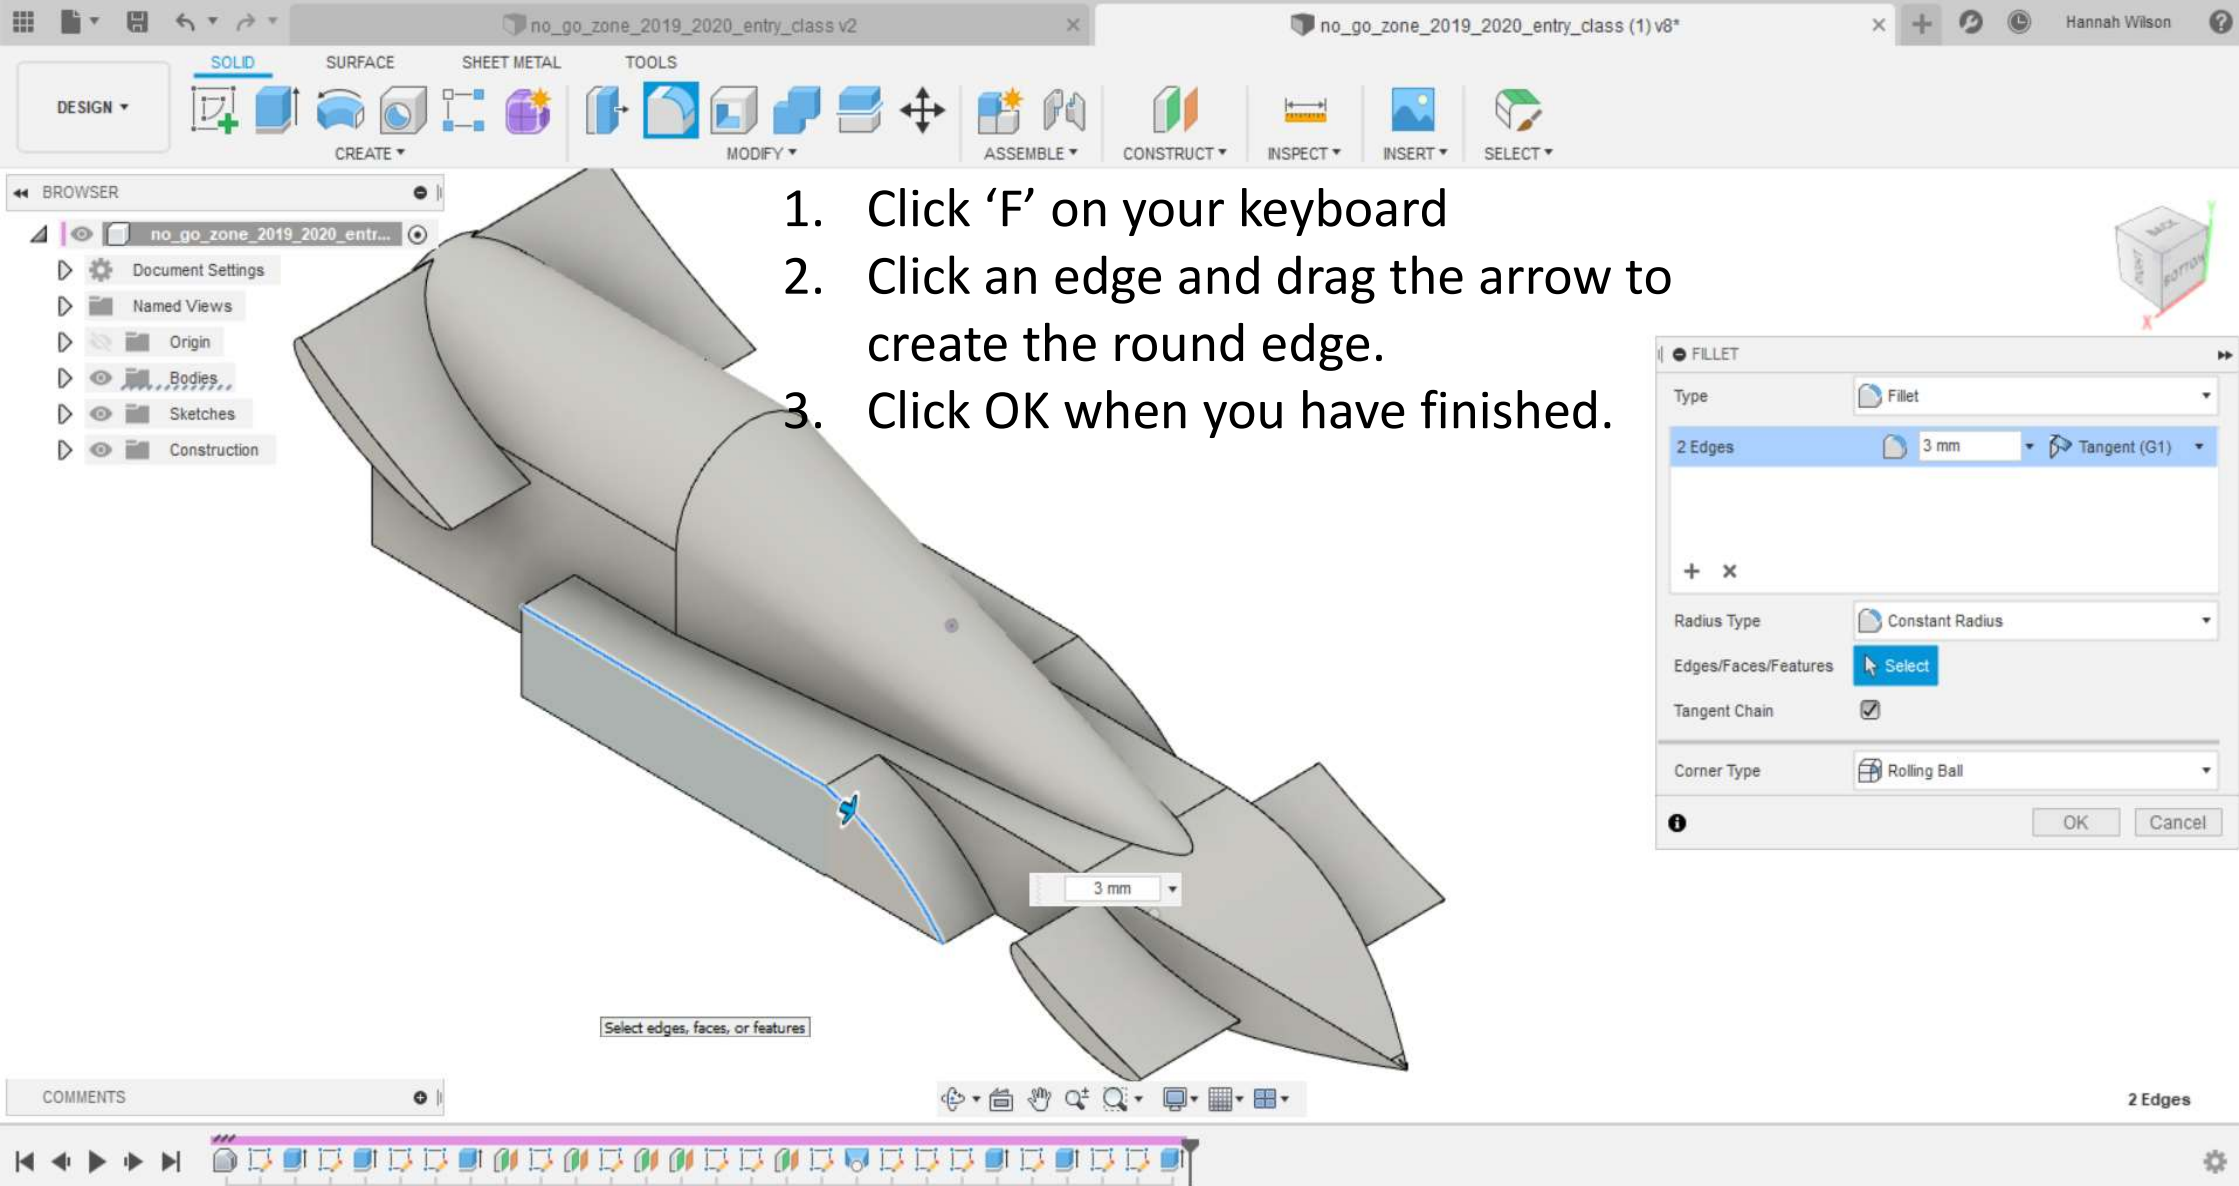 no_go_zone_2019_2020_entry_class v2
no_go_zone_2019_2020_entry_class (1) v8*
Hannah Wilson
SOLID SURFACE SHEET METAL TOOLS
DESIGN
CREATE MODIFY ASSEMBLE CONSTRUCT INSPECT INSERT SELECT
BROWSER
no_go_zone_2019_2020_entr...
Document Settings
Named Views
Origin
Bodies
Sketches
Construction
1. Click ‘F’ on your keyboard
2. Click an edge and drag the arrow to
create the round edge.
3. Click OK when you have finished.
BACK
RIGHT
BOTTOM
Y
X
FILLET
Type Fillet
2 Edges 3 mm Tangent (G1)
Radius Type Constant Radius
Edges/Faces/Features Select
Tangent Chain
Corner Type Rolling Ball
OK Cancel
3 mm
Select edges, faces, or features
COMMENTS
2 Edges